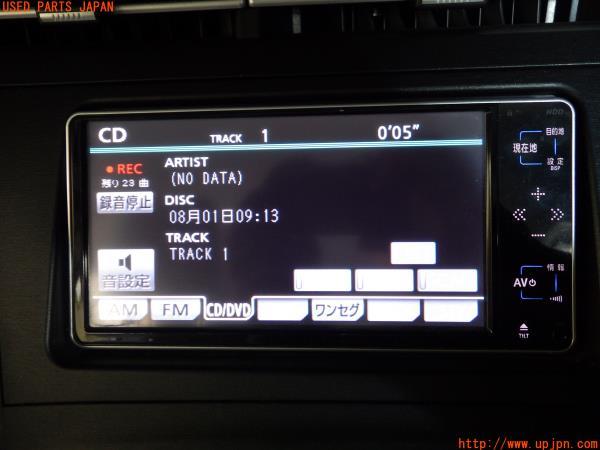 USED PARTS JAPAN
CD TRACK 1 0'05"
REC
残り 23 曲
録音停止
ARTIST
(NO DATA)
DISC
08月01日09:13
TRACK
TRACK 1
音設定
AM FM CD/DVD ワンセグ
HDD
目的地
現在地
設定
DISP
情報
AV
TILT
http://www.upjpn.com